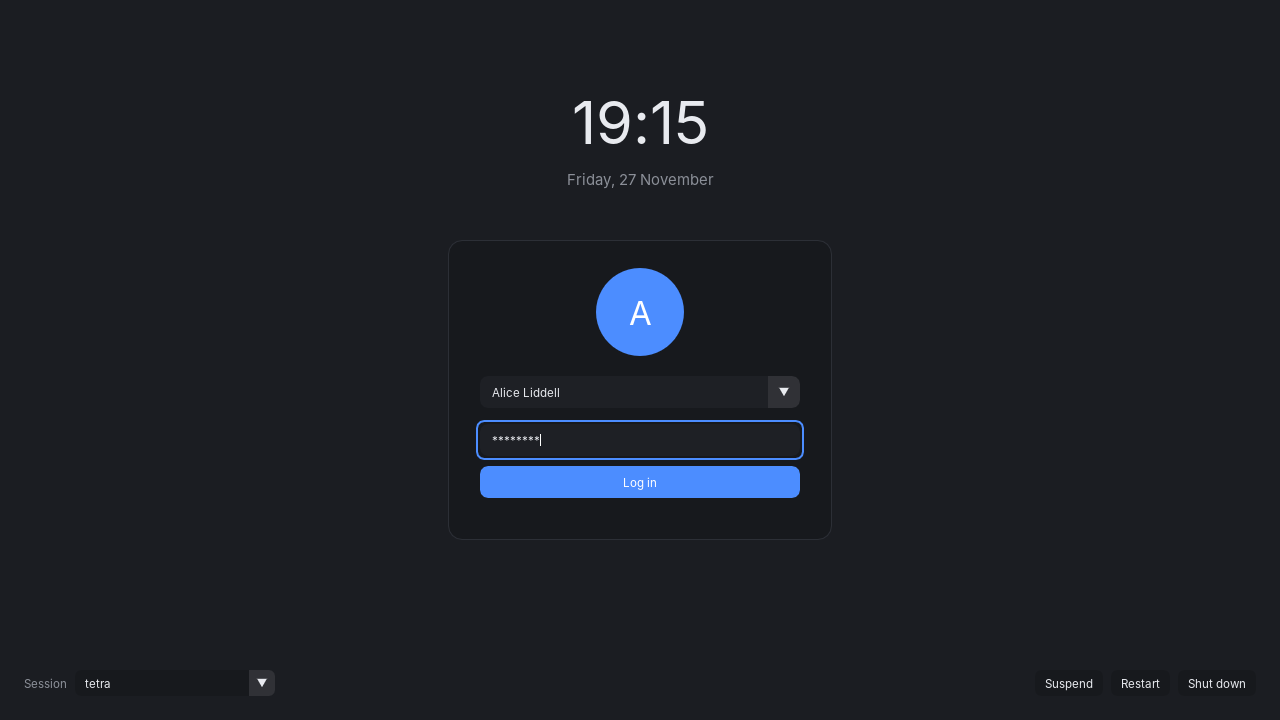 19:15
Friday, 27 November
A
Alice Liddell
********
Log in
Session tetra
Suspend Restart Shut down